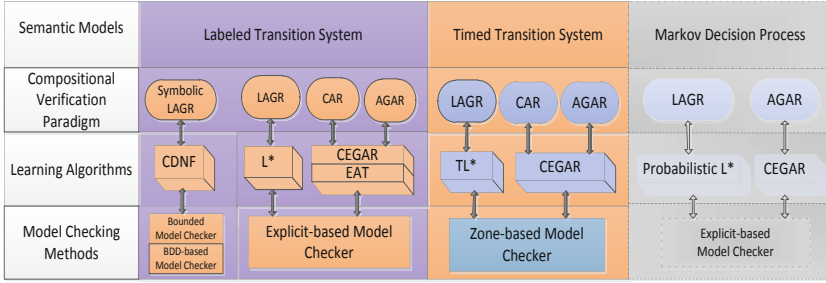 Semantic Models
Labeled Transition System
Timed Transition System
Markov Decision Process
Compositional
Verification
Paradigm
Symbolic
LAGR
LAGR
CAR
AGAR
LAGR
CAR
AGAR
LAGR
AGAR
Learning Algorithms
CDNF
L*
CEGAR
EAT
TL*
CEGAR
Probabilistic L*
CEGAR
Model Checking
Methods
Bounded
Model Checker
BDD-based
Model Checker
Explicit-based Model
Checker
Zone-based Model
Checker
Explicit-based
Model Checker